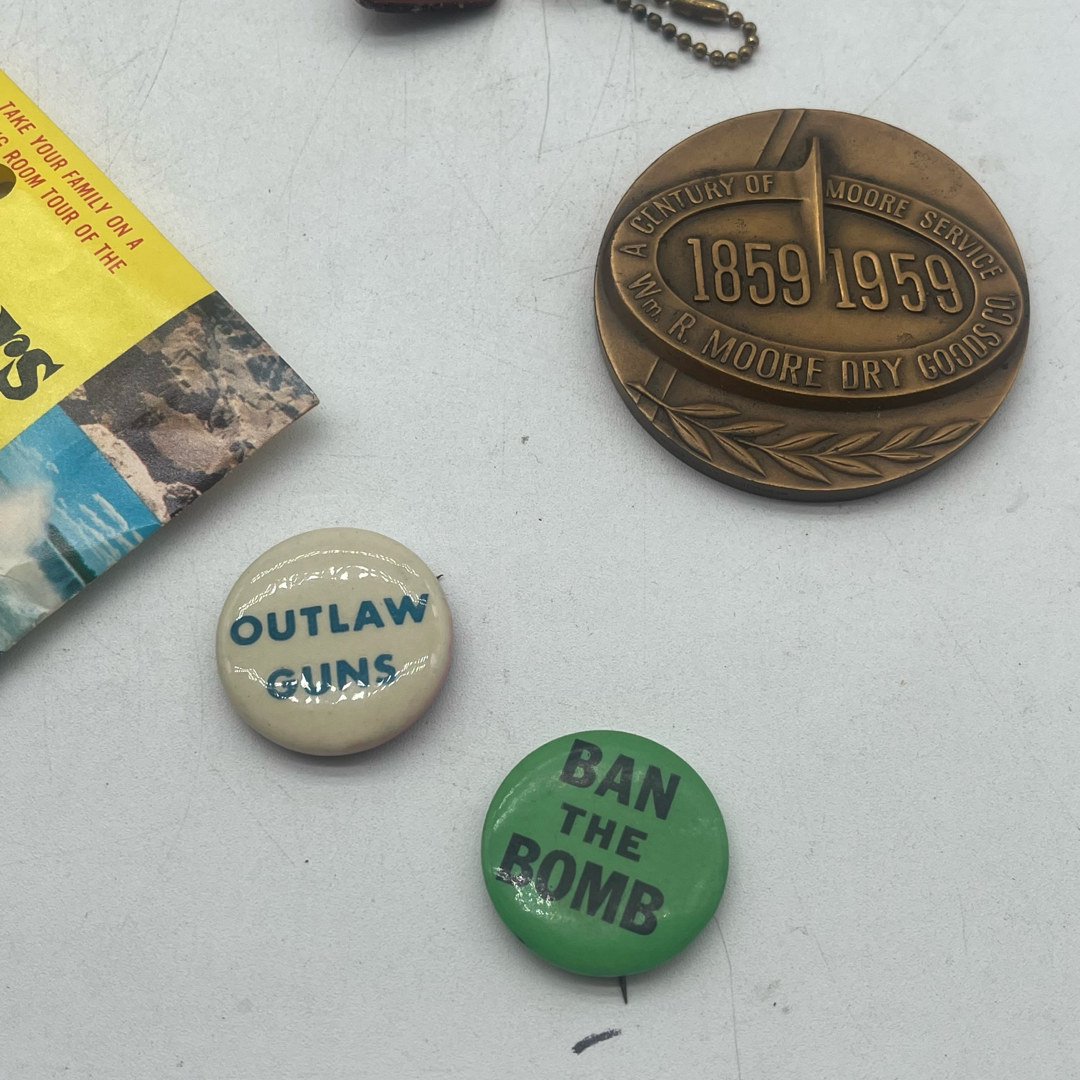 TAKE YOUR FAMILY ON A
ROOM TOUR OF THE
A CENTURY OF MOORE SERVICE
1859 1959
Wm. R. MOORE DRY GOODS CO
OUTLAW
GUNS
BAN
THE
BOMB